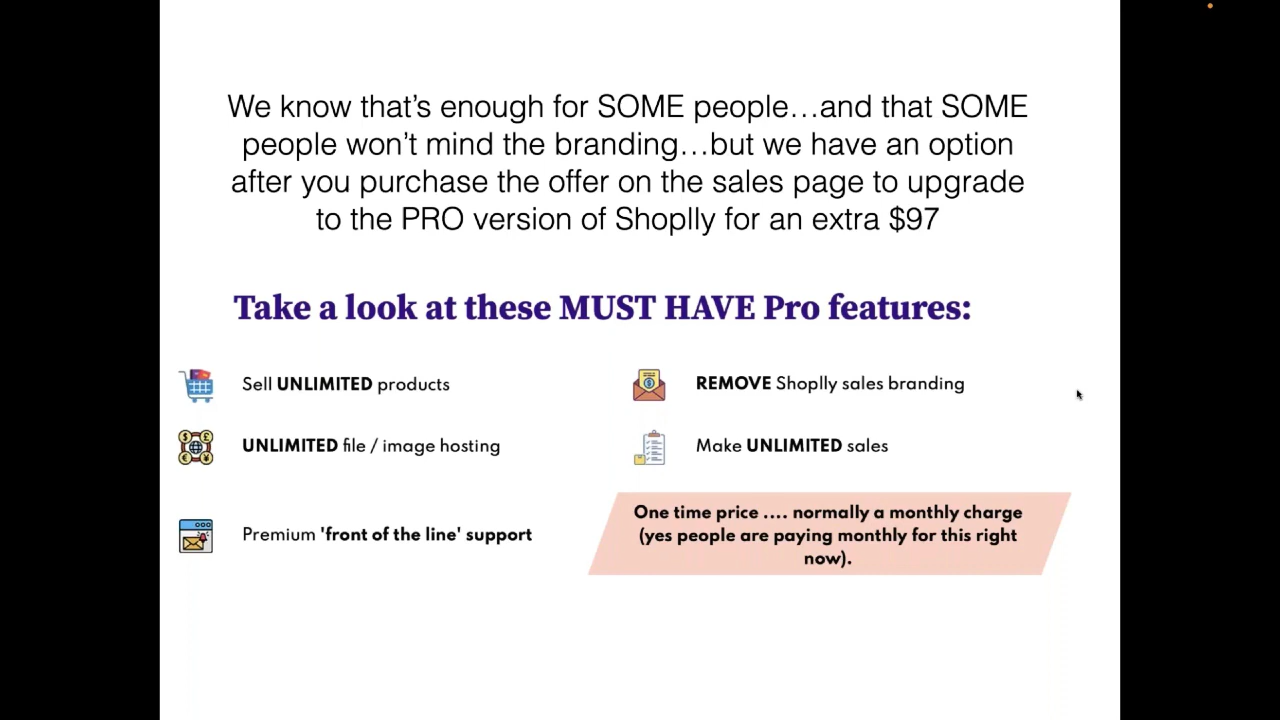 We know that’s enough for SOME people…and that SOME
people won’t mind the branding…but we have an option
after you purchase the offer on the sales page to upgrade
to the PRO version of Shoplly for an extra $97
Take a look at these MUST HAVE Pro features:
Sell UNLIMITED products
REMOVE Shoplly sales branding
UNLIMITED file / image hosting
Make UNLIMITED sales
Premium 'front of the line' support
One time price .... normally a monthly charge
(yes people are paying monthly for this right
now).